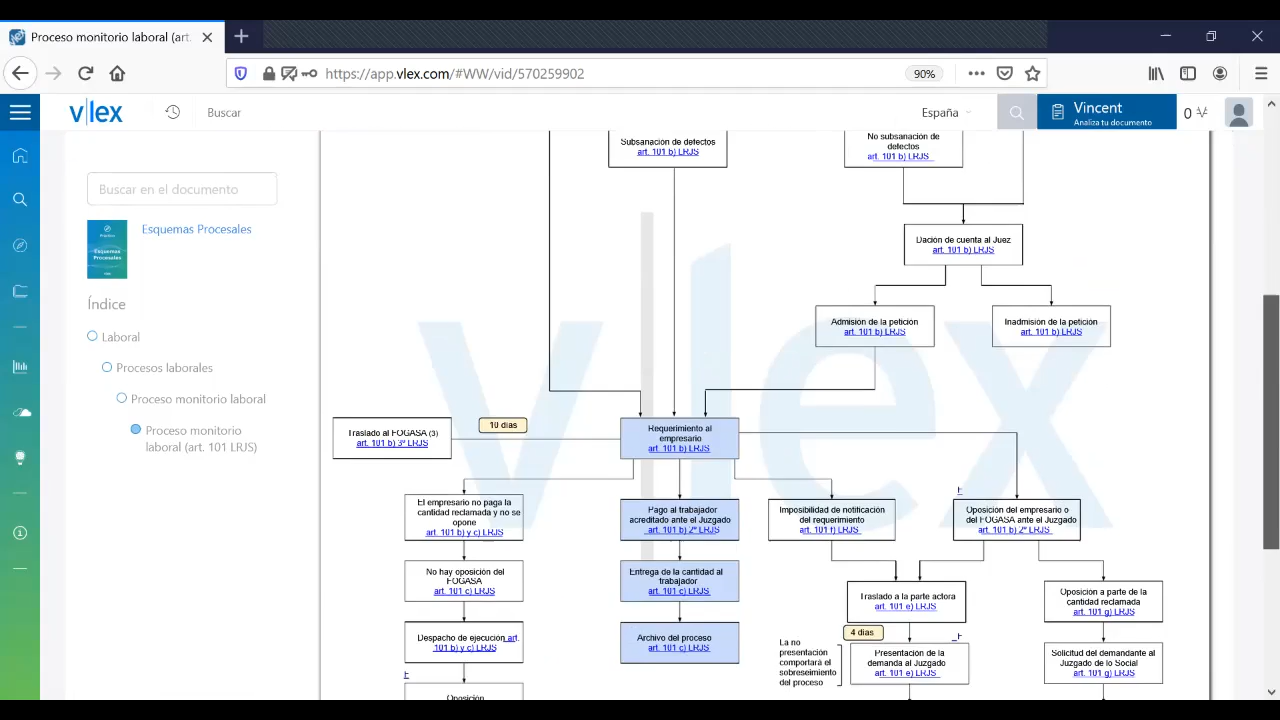 Proceso monitorio laboral (art.
https://app.vlex.com/#WW/vid/570259902
90%
v|lex
Buscar
España
Vincent
Analiza tu documento
0
Buscar en el documento
Práctico
Esquemas
Procesales
vlex
Esquemas Procesales
Índice
Laboral
Procesos laborales
Proceso monitorio laboral
Proceso monitorio
laboral (art. 101 LRJS)
Subsanación de defectos
art. 101 b) LRJS
No subsanación de
defectos
art. 101 b) LRJS
Dación de cuenta al Juez
art. 101 b) LRJS
Admisión de la petición
art. 101 b) LRJS
Inadmisión de la petición
art. 101 b) LRJS
Traslado al FOGASA (3)
art. 101 b) 3º LRJS
10 días
Requerimiento al
empresario
art. 101 b) LRJS
El empresario no paga la
cantidad reclamada y no se
opone
art. 101 b) y c) LRJS
Pago al trabajador
acreditado ante el Juzgado
art. 101 b) 2º LRJS
Imposibilidad de notificación
del requerimiento
art. 101 f) LRJS
F
Oposición del empresario o
del FOGASA ante el Juzgado
art. 101 b) 2º LRJS
No hay oposición del
FOGASA
art. 101 c) LRJS
Entrega de la cantidad al
trabajador
art. 101 c) LRJS
Traslado a la parte actora
art. 101 e) LRJS
Oposición a parte de la
cantidad reclamada
art. 101 g) LRJS
Despacho de ejecución art.
101 b) y c) LRJS
Archivo del proceso
art. 101 c) LRJS
4 días
F
La no
presentación
comportará el
sobreseimiento
del proceso
Presentación de la
demanda al Juzgado
art. 101 e) LRJS
Solicitud del demandante al
Juzgado de lo Social
art. 101 g) LRJS
F
Oposición
vlex